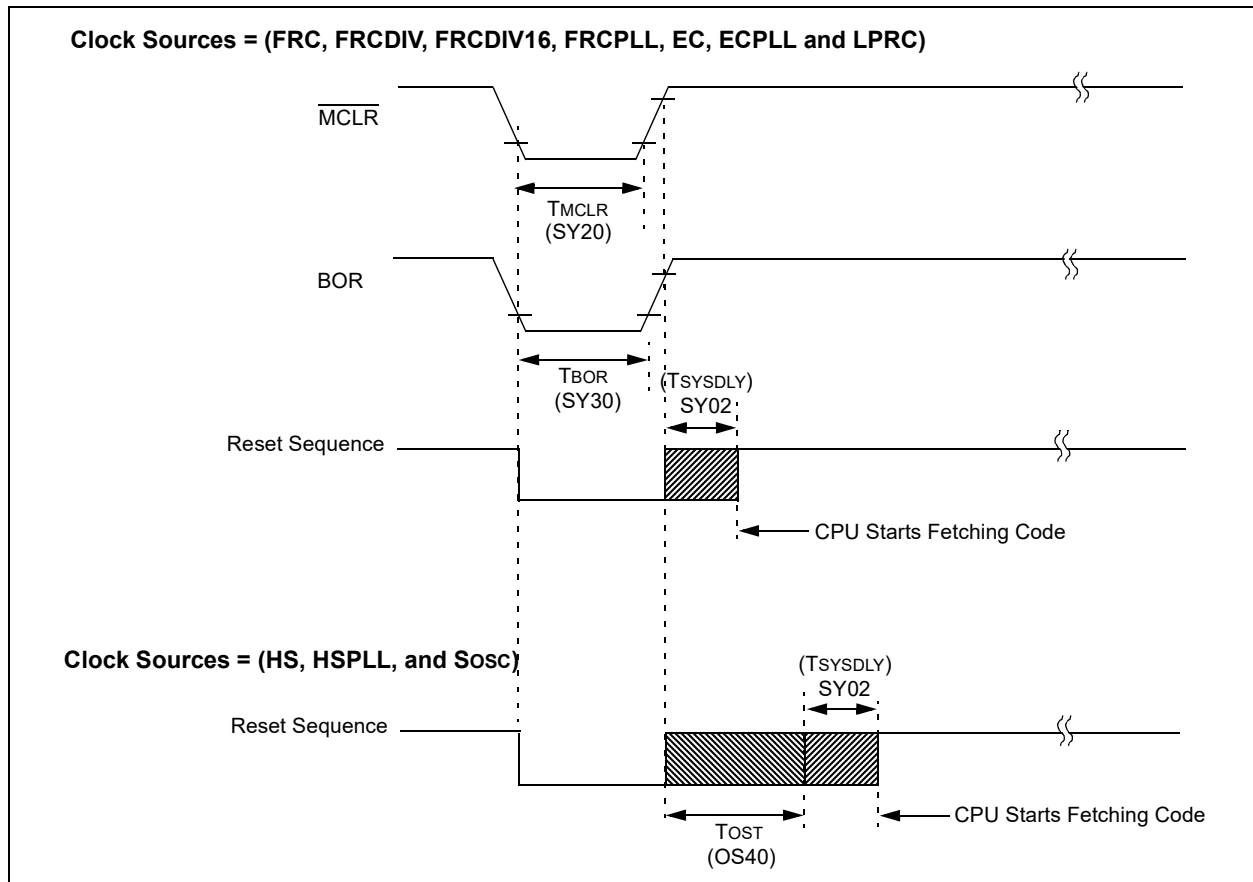 Clock Sources = (FRC, FRCDIV, FRCDIV16, FRCPLL, EC, ECPLL and LPRC)
MCLR
TMCLR
(SY20)
BOR
TBOR
(SY30)
(TSYSDLY)
SY02
Reset Sequence
CPU Starts Fetching Code
Clock Sources = (HS, HSPLL, and SOSC)
(TSYSDLY)
SY02
Reset Sequence
CPU Starts Fetching Code
TOST
(OS40)